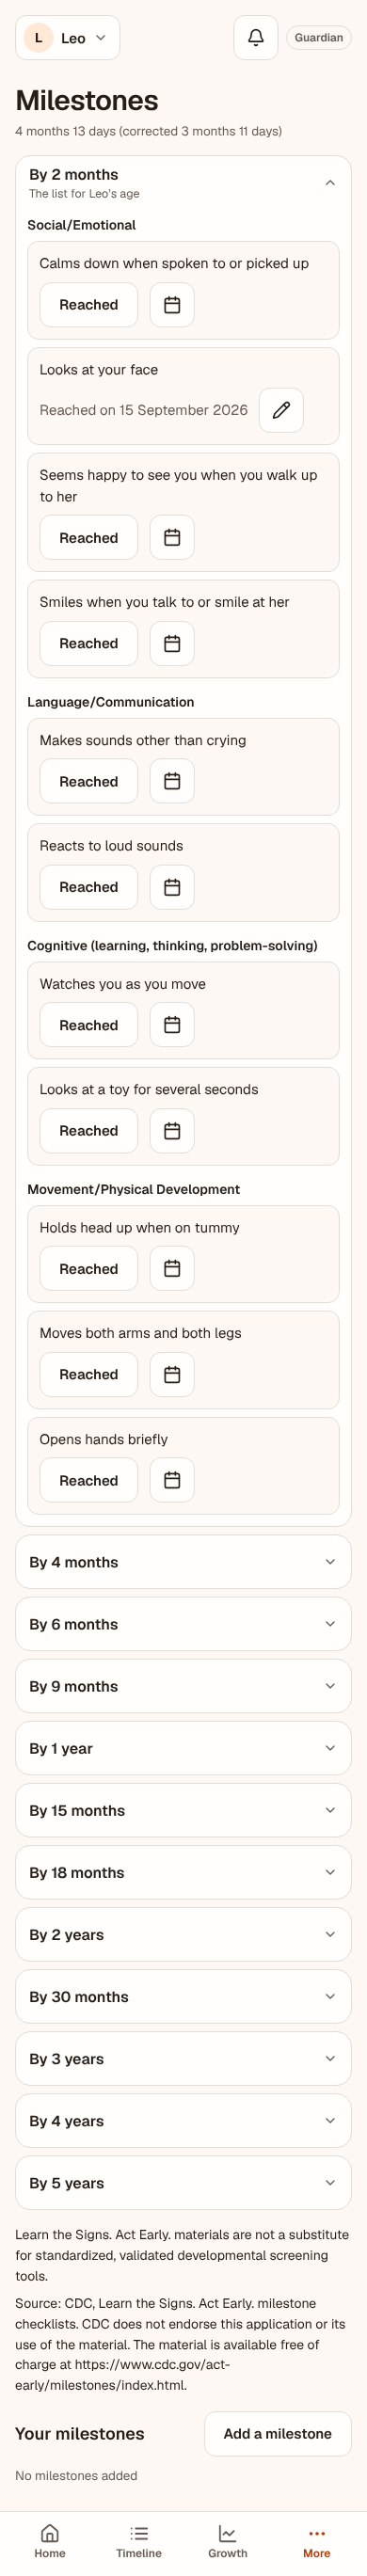 L Leo
Guardian
Milestones
4 months 13 days (corrected 3 months 11 days)
By 2 months
The list for Leo's age
Social/Emotional
Calms down when spoken to or picked up
Reached
Looks at your face
Reached on 15 September 2026
Seems happy to see you when you walk up
to her
Reached
Smiles when you talk to or smile at her
Reached
Language/Communication
Makes sounds other than crying
Reached
Reacts to loud sounds
Reached
Cognitive (learning, thinking, problem-solving)
Watches you as you move
Reached
Looks at a toy for several seconds
Reached
Movement/Physical Development
Holds head up when on tummy
Reached
Moves both arms and both legs
Reached
Opens hands briefly
Reached
By 4 months
By 6 months
By 9 months
By 1 year
By 15 months
By 18 months
By 2 years
By 30 months
By 3 years
By 4 years
By 5 years
Learn the Signs. Act Early. materials are not a substitute
for standardized, validated developmental screening
tools.
Source: CDC, Learn the Signs. Act Early. milestone
checklists. CDC does not endorse this application or its
use of the material. The material is available free of
charge at https://www.cdc.gov/act-
early/milestones/index.html.
Your milestones
Add a milestone
No milestones added
Home
Timeline
Growth
More